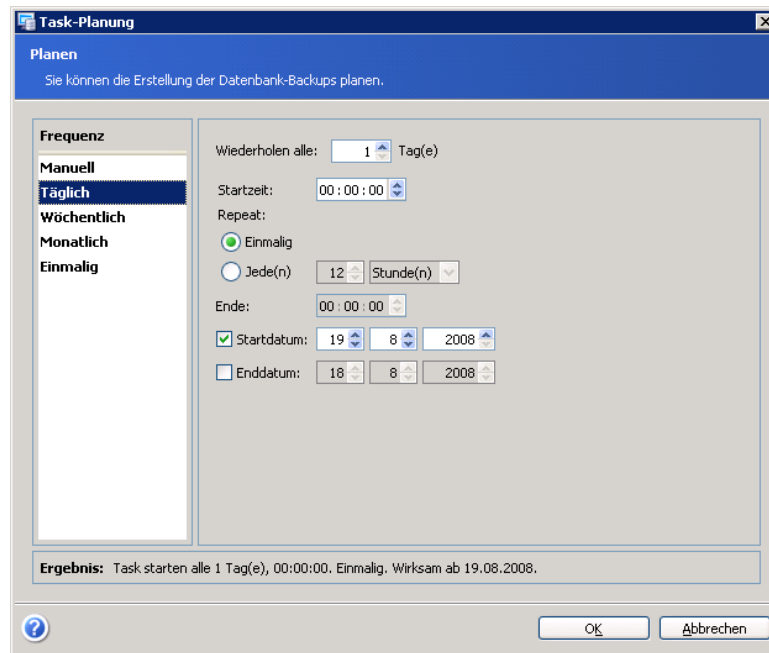 Task-Planung
Planen
Sie können die Erstellung der Datenbank-Backups planen.
Frequenz
Manuell
Täglich
Wöchentlich
Monatlich
Einmalig
Wiederholen alle: 1 Tag(e)
Startzeit: 00:00:00
Repeat:
Einmalig
Jede(n) 12 Stunde(n)
Ende: 00:00:00
Startdatum: 19 8 2008
Enddatum: 18 8 2008
Ergebnis: Task starten alle 1 Tag(e), 00:00:00. Einmalig. Wirksam ab 19.08.2008.
? OK Abbrechen